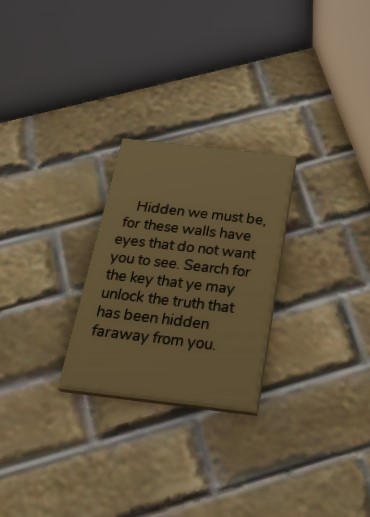 Hidden we must be,
for these walls have
eyes that do not want
you to see. Search for
the key that ye may
unlock the truth that
has been hidden
faraway from you.